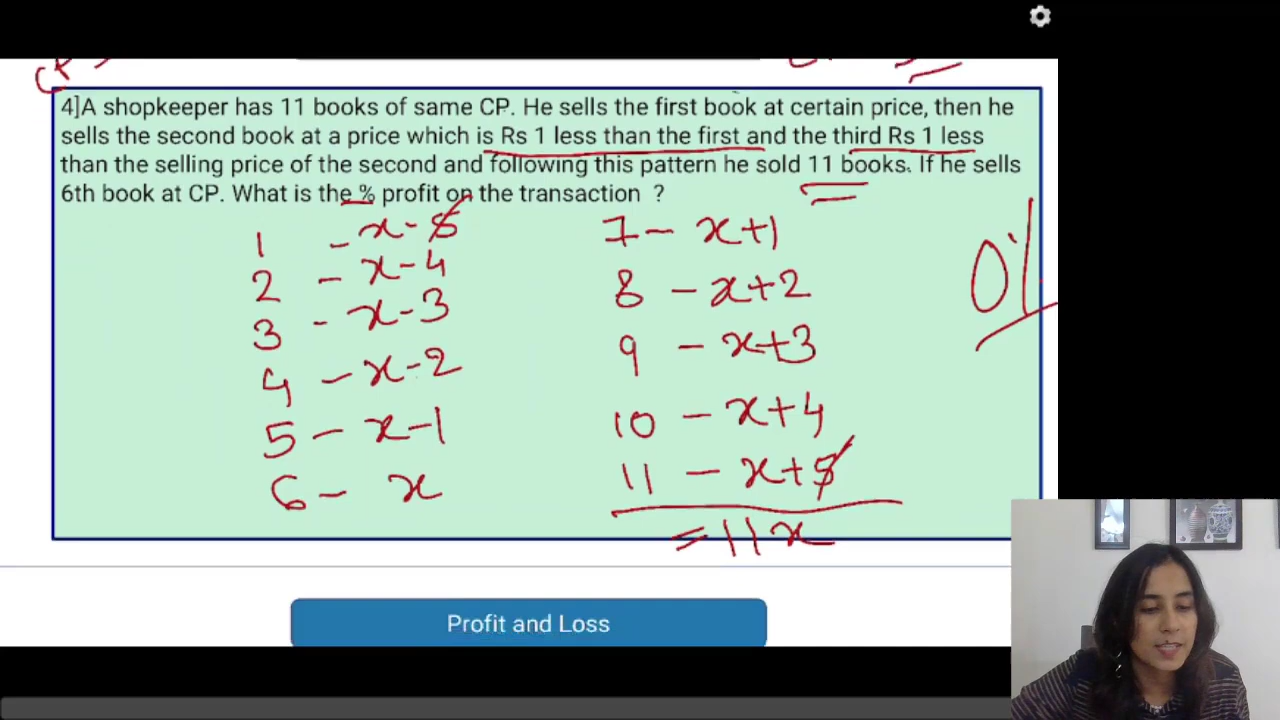 4]A shopkeeper has 11 books of same CP. He sells the first book at certain price, then he
sells the second book at a price which is Rs 1 less than the first and the third Rs 1 less
than the selling price of the second and following this pattern he sold 11 books. If he sells
6th book at CP. What is the % profit on the transaction ?
1 - x-5
2 - x-4
3 - x-3
4 - x-2
5 - x-1
6 - x
7 - x+1
8 - x+2
9 - x+3
10 - x+4
11 - x+5
= 11x
0%
Profit and Loss